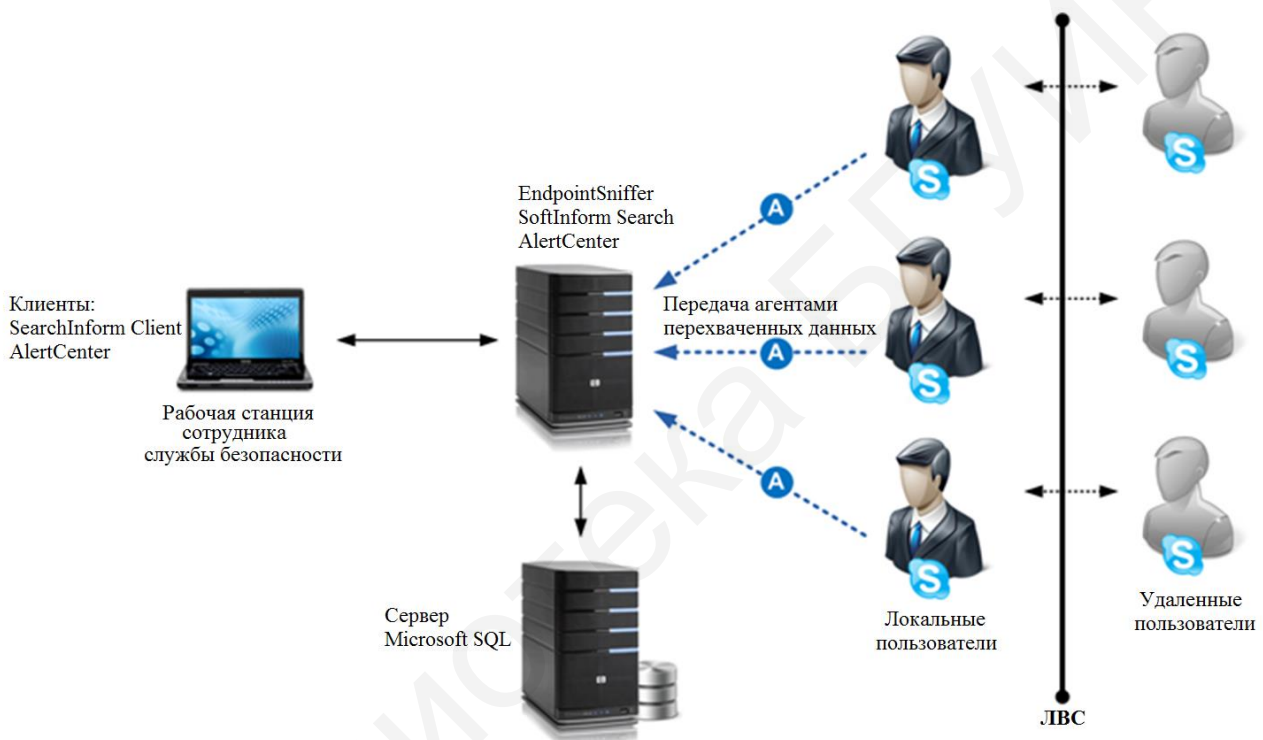 EndpointSniffer
SoftInform Search
AlertCenter
Клиенты:
SearchInform Client
AlertCenter
Передача агентами
перехваченных данных
Рабочая станция
сотрудника
службы безопасности
Сервер
Microsoft SQL
Локальные
пользователи
Удаленные
пользователи
ЛВС
A
A
A
S
S
S
S
S
S
hp